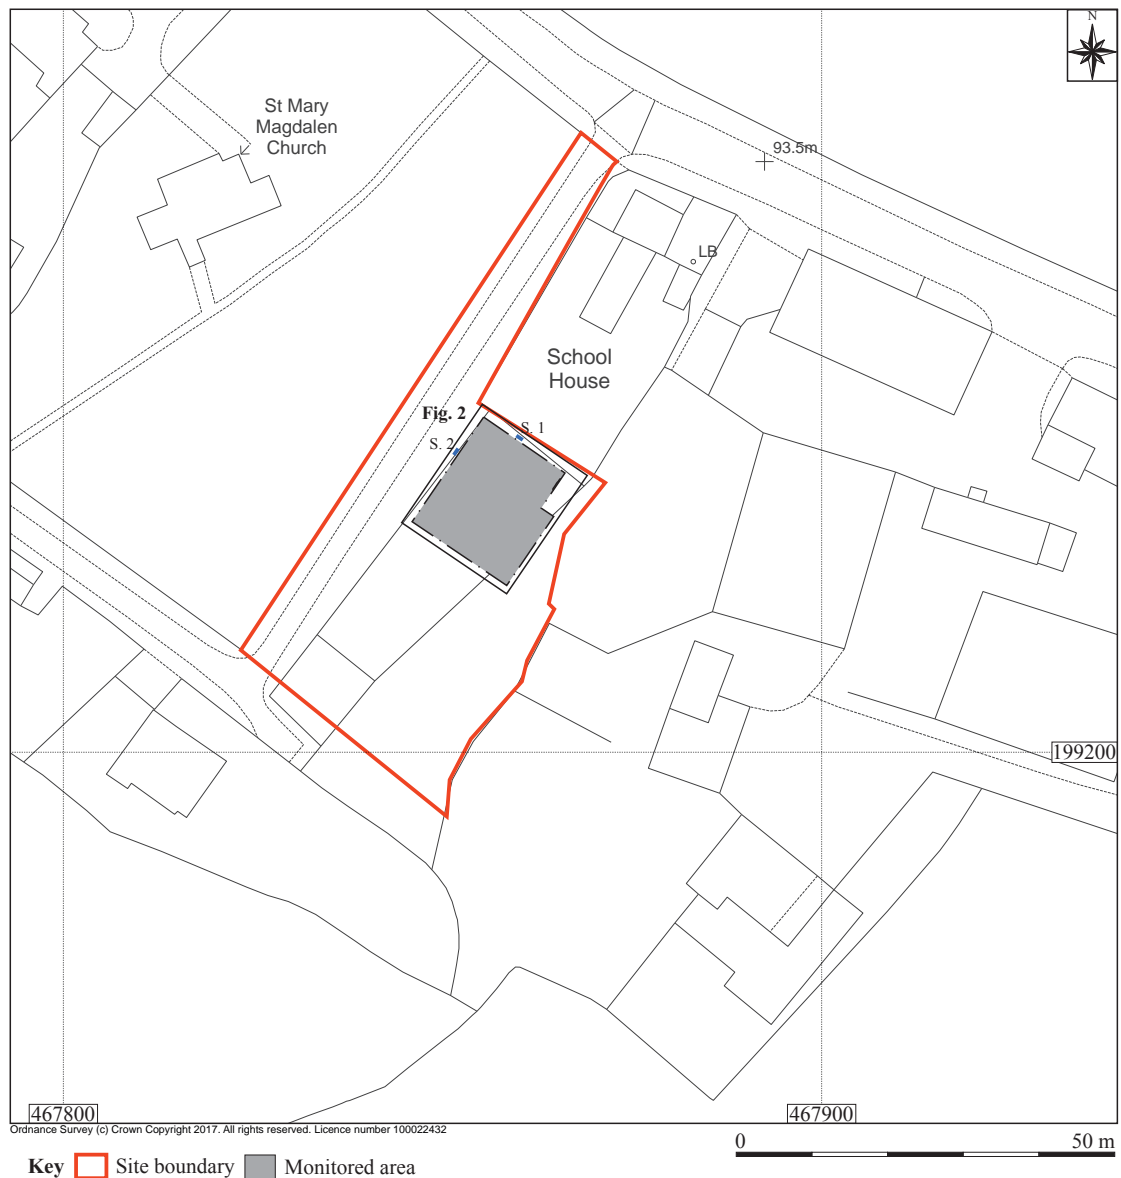 N
St Mary
Magdalen
Church
93.5m
LB
School
House
Fig. 2
S. 1
S. 2
199200
467800
467900
Ordnance Survey (c) Crown Copyright 2017. All rights reserved. Licence number 100022432
0 50 m
Key Site boundary Monitored area